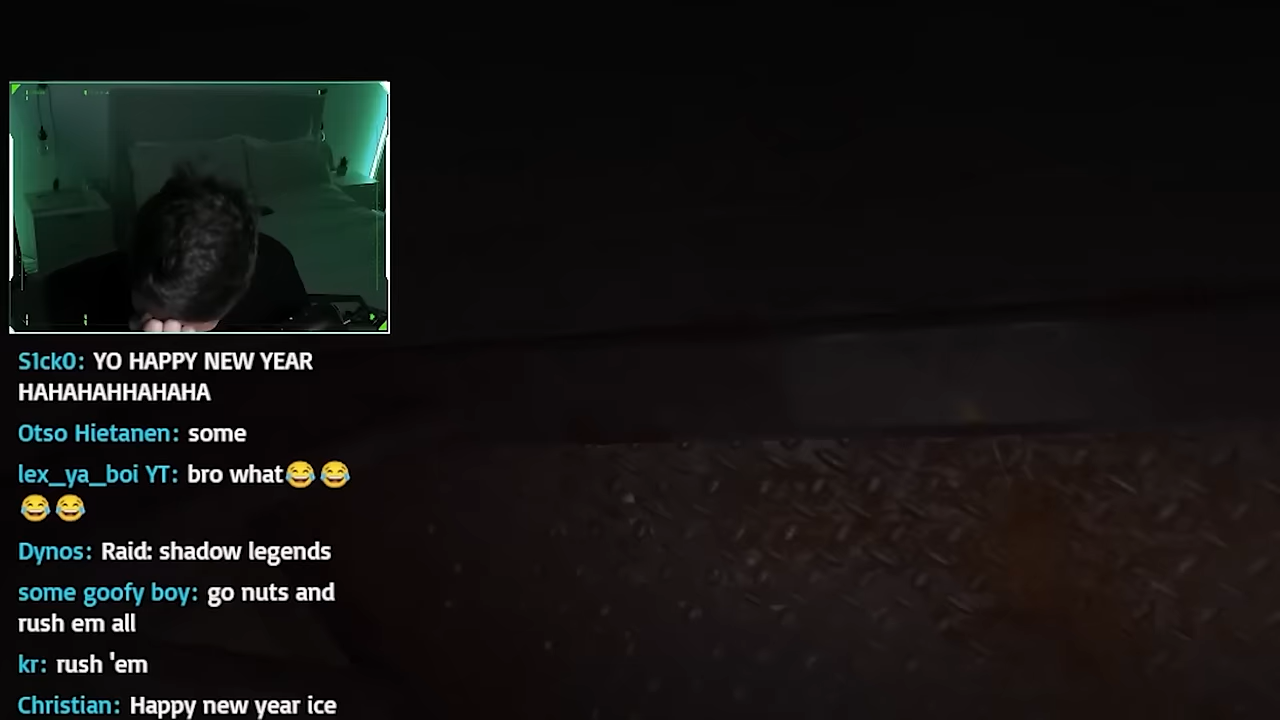 S1ck0: YO HAPPY NEW YEAR
HAHAHAHHAHAHA
Otso Hietanen: some
lex_ya_boi YT: bro what😂😂
😂😂
Dynos: Raid: shadow legends
some goofy boy: go nuts and
rush em all
kr: rush 'em
Christian: Happy new year ice